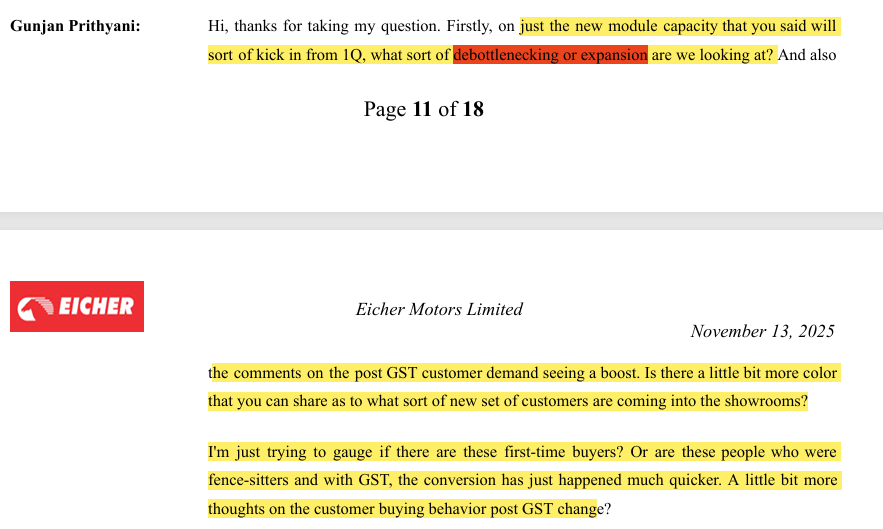 Gunjan Prithyani: Hi, thanks for taking my question. Firstly, on just the new module capacity that you said will
sort of kick in from 1Q, what sort of debottlenecking or expansion are we looking at? And also
Page 11 of 18
EICHER
Eicher Motors Limited
November 13, 2025
the comments on the post GST customer demand seeing a boost. Is there a little bit more color
that you can share as to what sort of new set of customers are coming into the showrooms?
I'm just trying to gauge if there are these first-time buyers? Or are these people who were
fence-sitters and with GST, the conversion has just happened much quicker. A little bit more
thoughts on the customer buying behavior post GST change?